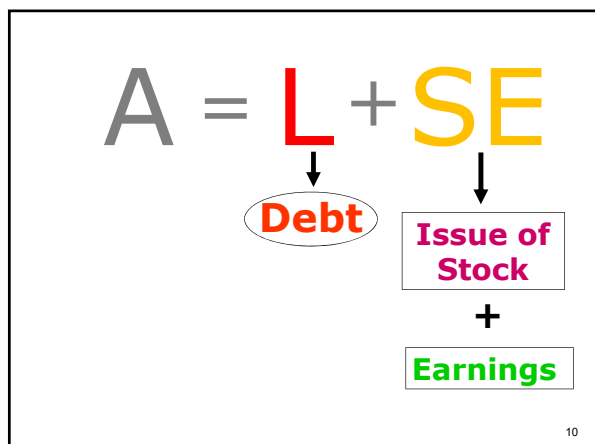 A = L + SE
Debt
Issue of
Stock
+
Earnings
10